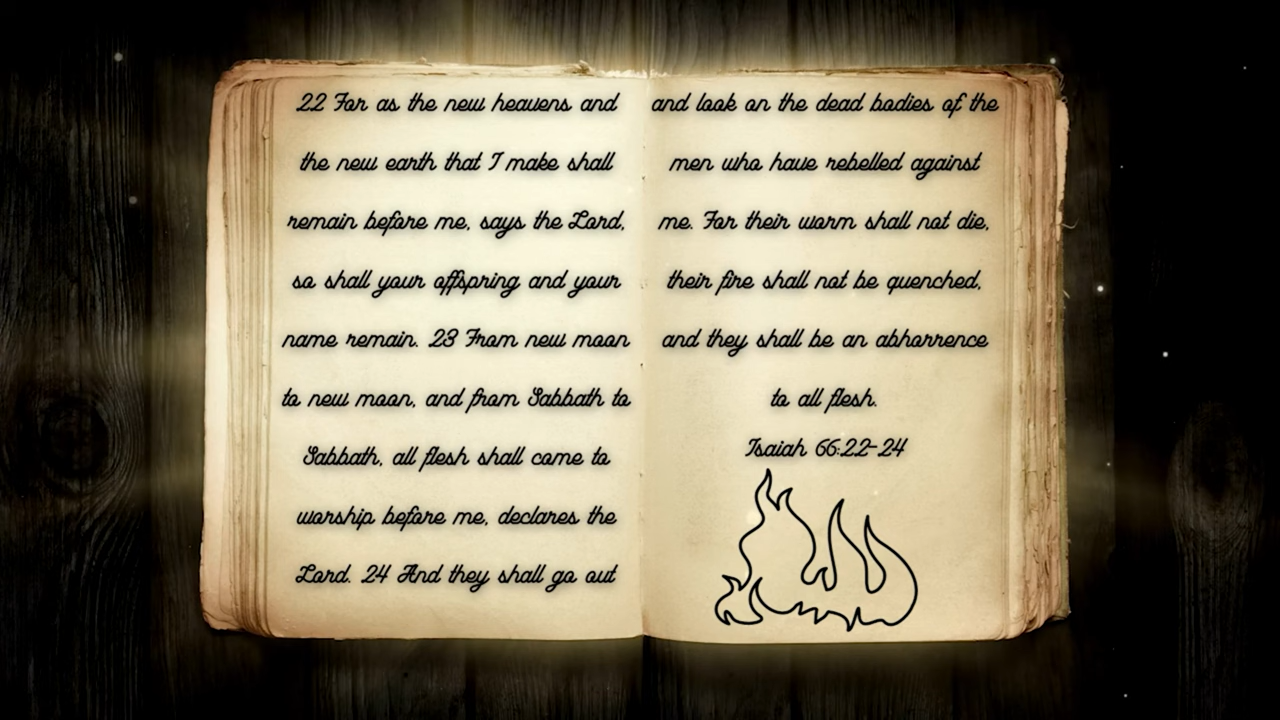 22 For as the new heavens and
the new earth that I make shall
remain before me, says the Lord,
so shall your offspring and your
name remain. 23 From new moon
to new moon, and from Sabbath to
Sabbath, all flesh shall come to
worship before me, declares the
Lord. 24 And they shall go out
and look on the dead bodies of the
men who have rebelled against
me. For their worm shall not die,
their fire shall not be quenched,
and they shall be an abhorrence
to all flesh.
Isaiah 66:22-24